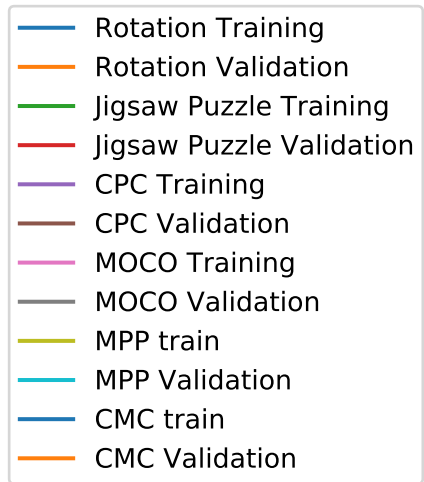 Rotation Training
Rotation Validation
Jigsaw Puzzle Training
Jigsaw Puzzle Validation
CPC Training
CPC Validation
MOCO Training
MOCO Validation
MPP train
MPP Validation
CMC train
CMC Validation